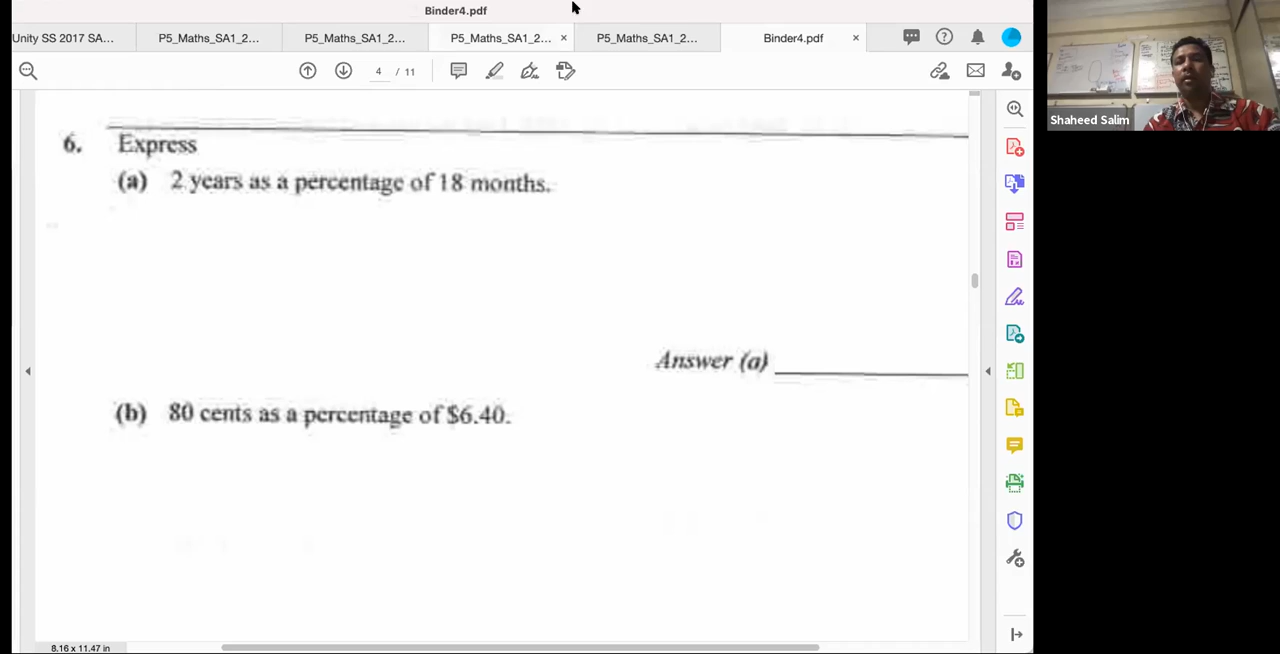 Binder4.pdf
Unity SS 2017 SA...
P5_Maths_SA1_2...
P5_Maths_SA1_2...
P5_Maths_SA1_2... ×
P5_Maths_SA1_2...
Binder4.pdf ×
4 / 11
6. Express
(a) 2 years as a percentage of 18 months.
Answer (a)
(b) 80 cents as a percentage of $6.40.
8.16 x 11.47 in
Shaheed Salim